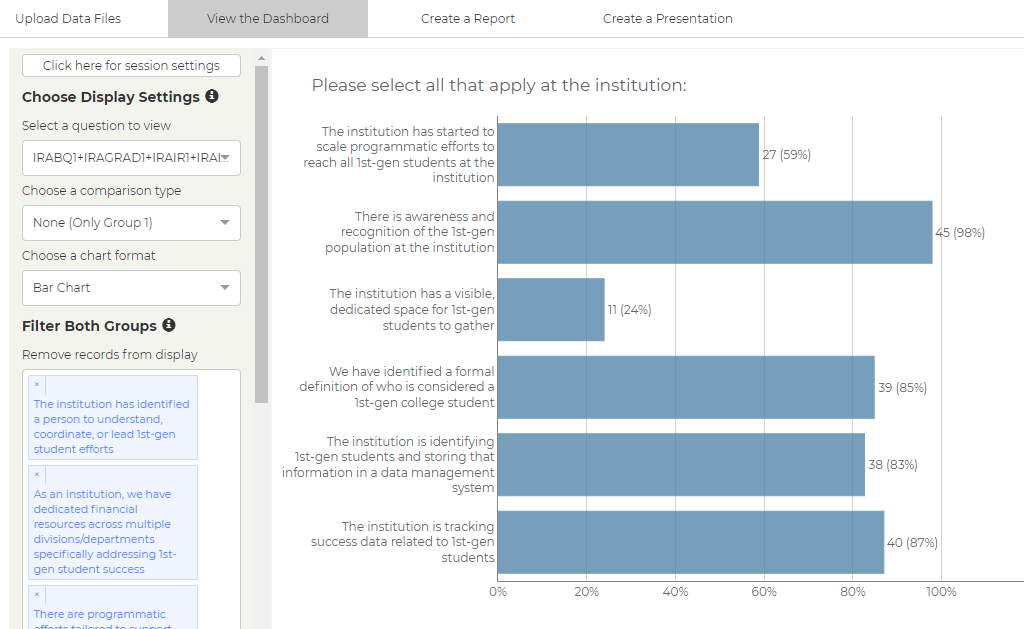 Upload Data Files
View the Dashboard
Create a Report
Create a Presentation
Click here for session settings
Choose Display Settings
Select a question to view
IRABQ1+IRAGRAD1+IRAIR1+IRAI
Choose a comparison type
None (Only Group 1)
Choose a chart format
Bar Chart
Filter Both Groups
Remove records from display
×
The institution has identified
a person to understand,
coordinate, or lead 1st-gen
student efforts
×
As an institution, we have
dedicated financial
resources across multiple
divisions/departments
specifically addressing 1st-
gen student success
×
There are programmatic
efforts tailored to support
Please select all that apply at the institution:
The institution has started to
scale programmatic efforts to
reach all 1st-gen students at the
institution
27 (59%)
There is awareness and
recognition of the 1st-gen
population at the institution
45 (98%)
The institution has a visible,
dedicated space for 1st-gen
students to gather
11 (24%)
We have identified a formal
definition of who is considered a
1st-gen college student
39 (85%)
The institution is identifying
1st-gen students and storing that
information in a data management
system
38 (83%)
The institution is tracking
success data related to 1st-gen
students
40 (87%)
0%
20%
40%
60%
80%
100%